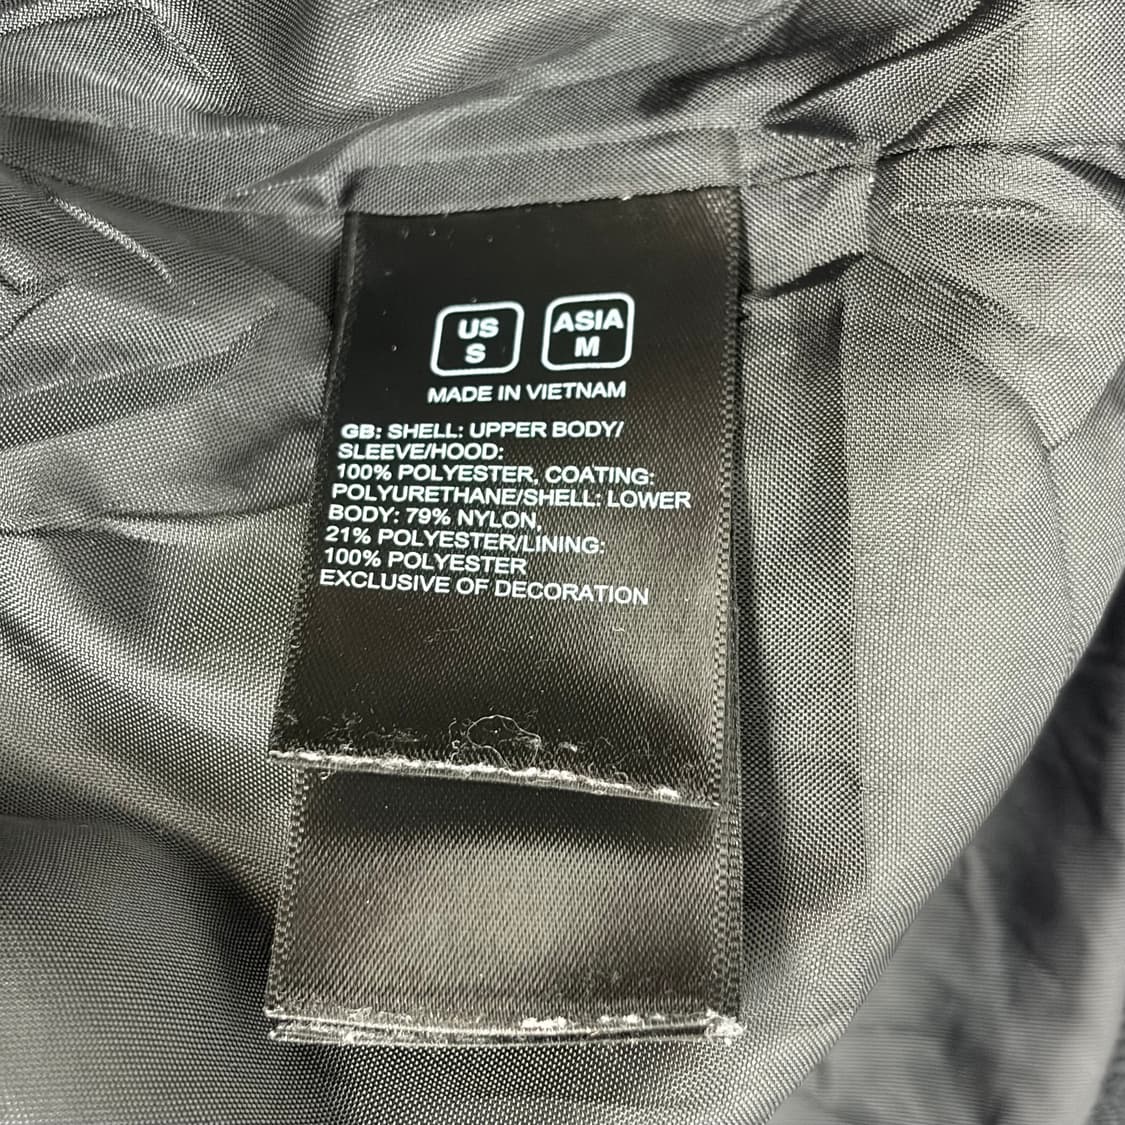 US ASIA
S M
MADE IN VIETNAM
GB: SHELL: UPPER BODY/
SLEEVE/HOOD:
100% POLYESTER, COATING:
POLYURETHANE/SHELL: LOWER
BODY: 79% NYLON,
21% POLYESTER/LINING:
100% POLYESTER
EXCLUSIVE OF DECORATION